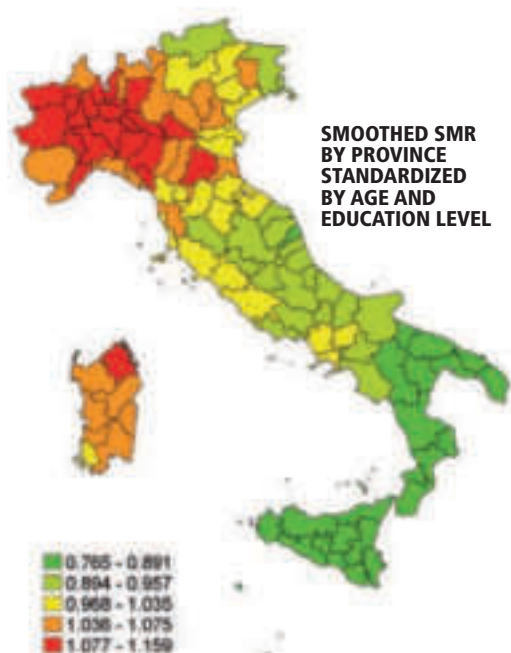 SMOOTHED SMR
BY PROVINCE
STANDARDIZED
BY AGE AND
EDUCATION LEVEL
0.765 - 0.891
0.894 - 0.957
0.968 - 1.035
1.036 - 1.075
1.077 - 1.159